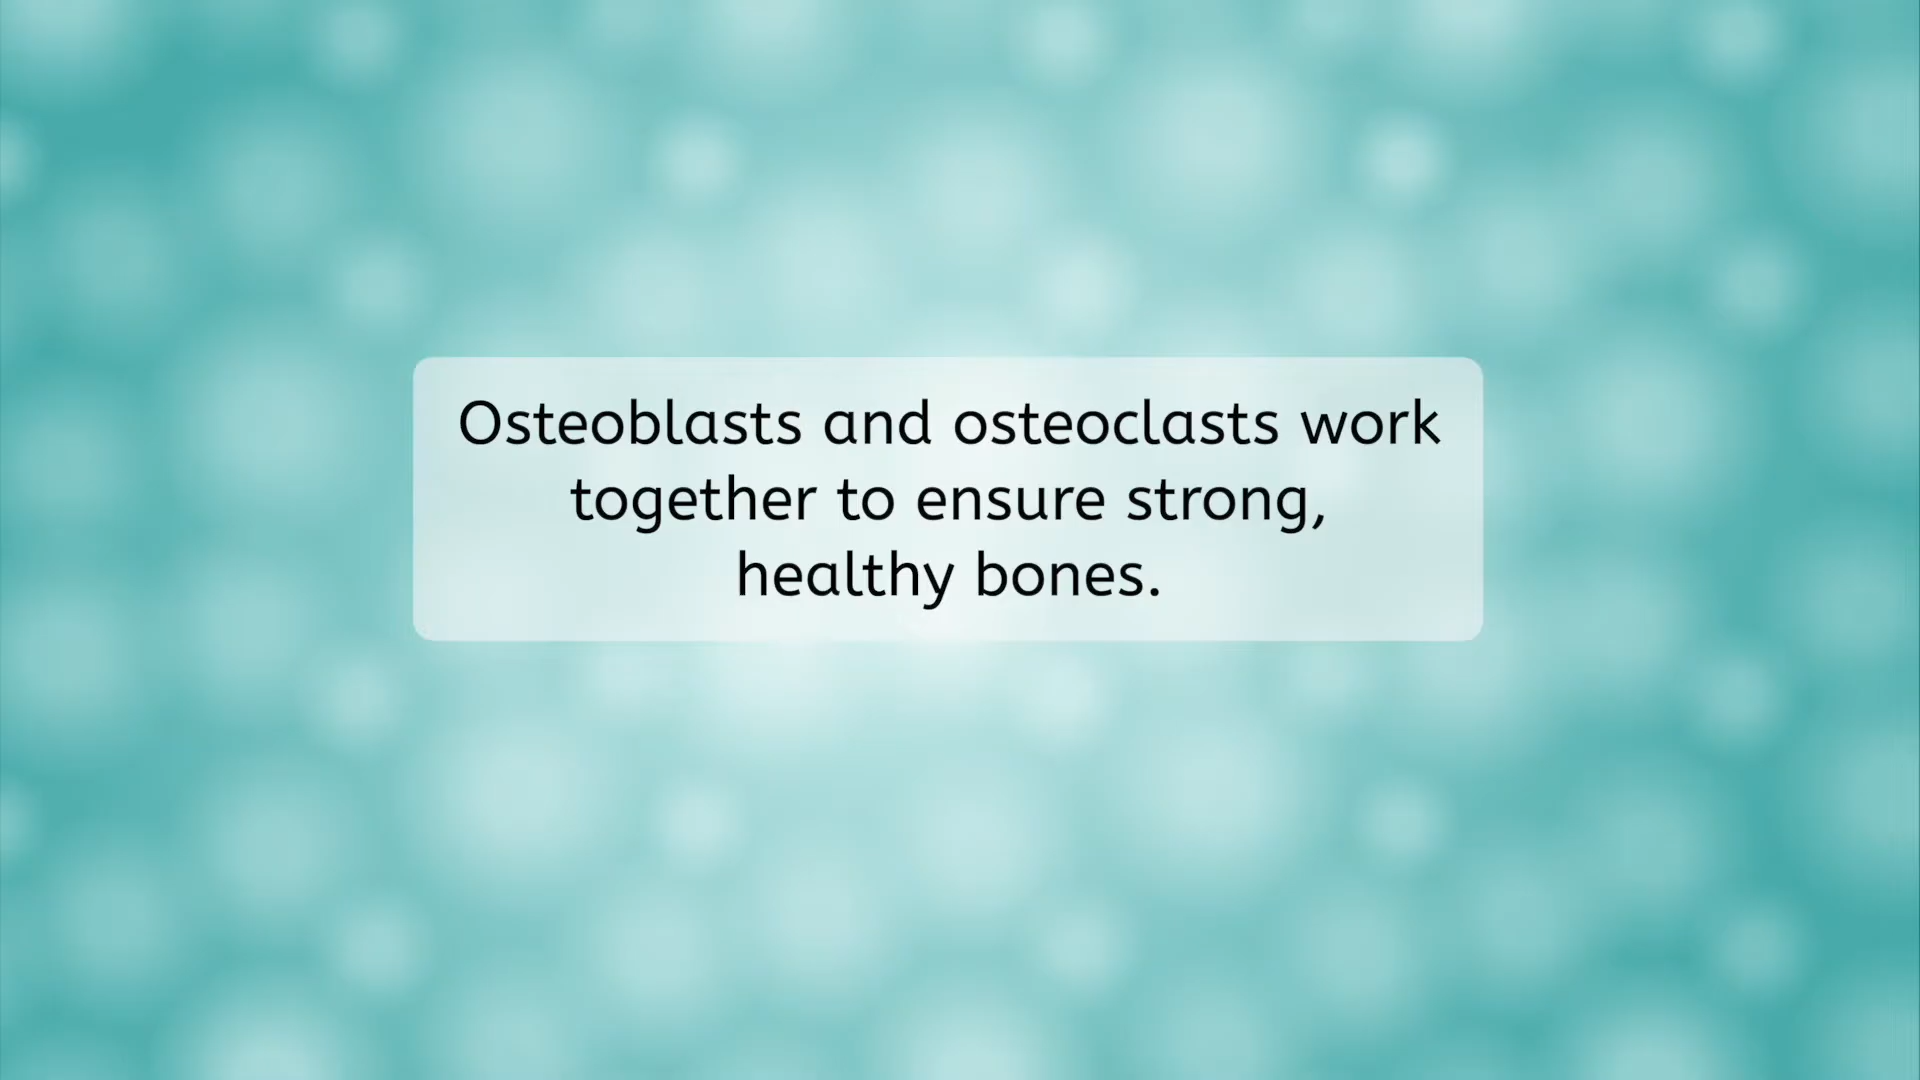 Osteoblasts and osteoclasts work
together to ensure strong,
healthy bones.